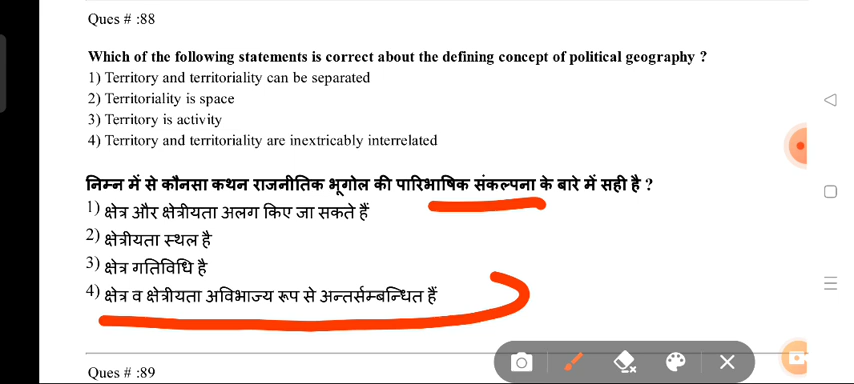 Ques # :88
Which of the following statements is correct about the defining concept of political geography ?
1) Territory and territoriality can be separated
2) Territoriality is space
3) Territory is activity
4) Territory and territoriality are inextricably interrelated
निम्न में से कौनसा कथन राजनीतिक भूगोल की पारिभाषिक संकल्पना के बारे में सही है ?
1) क्षेत्र और क्षेत्रीयता अलग किए जा सकते हैं
2) क्षेत्रीयता स्थल है
3) क्षेत्र गतिविधि है
4) क्षेत्र व क्षेत्रीयता अविभाज्य रूप से अन्तर्सम्बन्धित हैं
Ques # :89